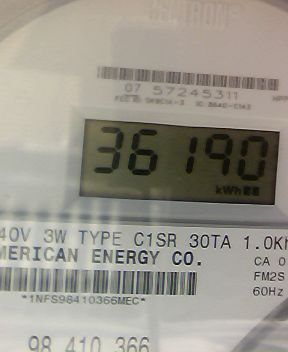 07 57245311
36190
kWh
40V 3W TYPE C1SR 30TA 1.0Kh
MERICAN ENERGY CO.
CA 0
FM2S
60Hz
*1NFS98410366MEC*
98 410 366